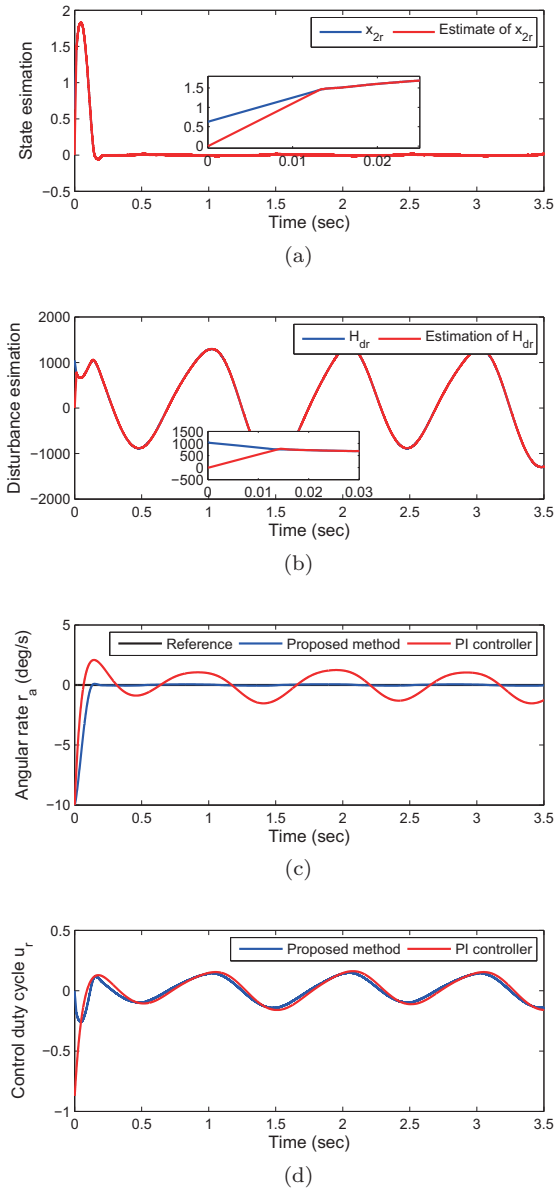 2
1.5
1
0.5
0
−0.5
State esimation
x2r Estimate of x2r
1.5
1.0
0.5
0
0 0.01 0.02
0 0.5 1 1.5 2 2.5 3 3.5
Time (sec)
(a)
2000
1000
0
−1000
−2000
Disturbance esimation
Hdr Estimation of Hdr
1500
1000
500
0
−500
0 0.01 0.02 0.03
0 0.5 1 1.5 2 2.5 3 3.5
Time (sec)
(b)
5
0
−5
−10
Angular rate ra (deg/s)
Reference Proposed method PI controller
0 0.5 1 1.5 2 2.5 3 3.5
Time (sec)
(c)
0.5
0
−0.5
−1
Control duty cycle ur
Proposed method PI controller
0 0.5 1 1.5 2 2.5 3 3.5
Time (sec)
(d)